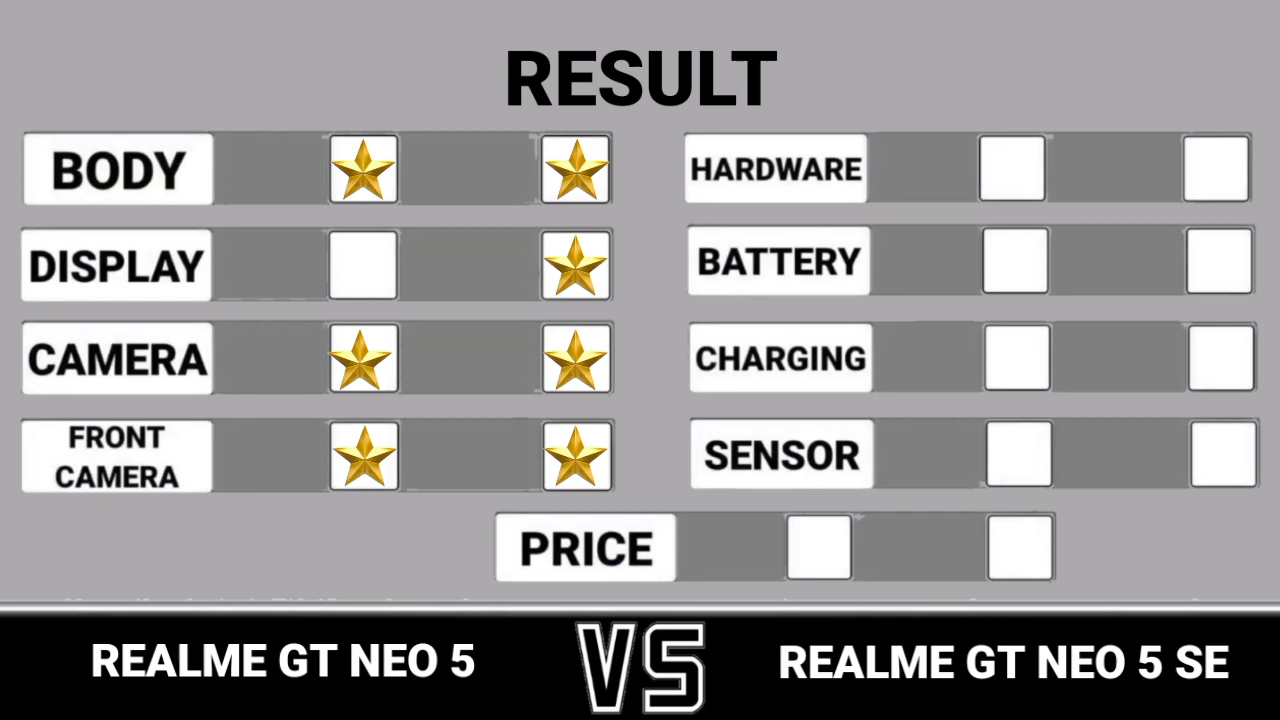 RESULT
BODY
HARDWARE
DISPLAY
BATTERY
CAMERA
CHARGING
FRONT
CAMERA
SENSOR
PRICE
REALME GT NEO 5
VS
REALME GT NEO 5 SE